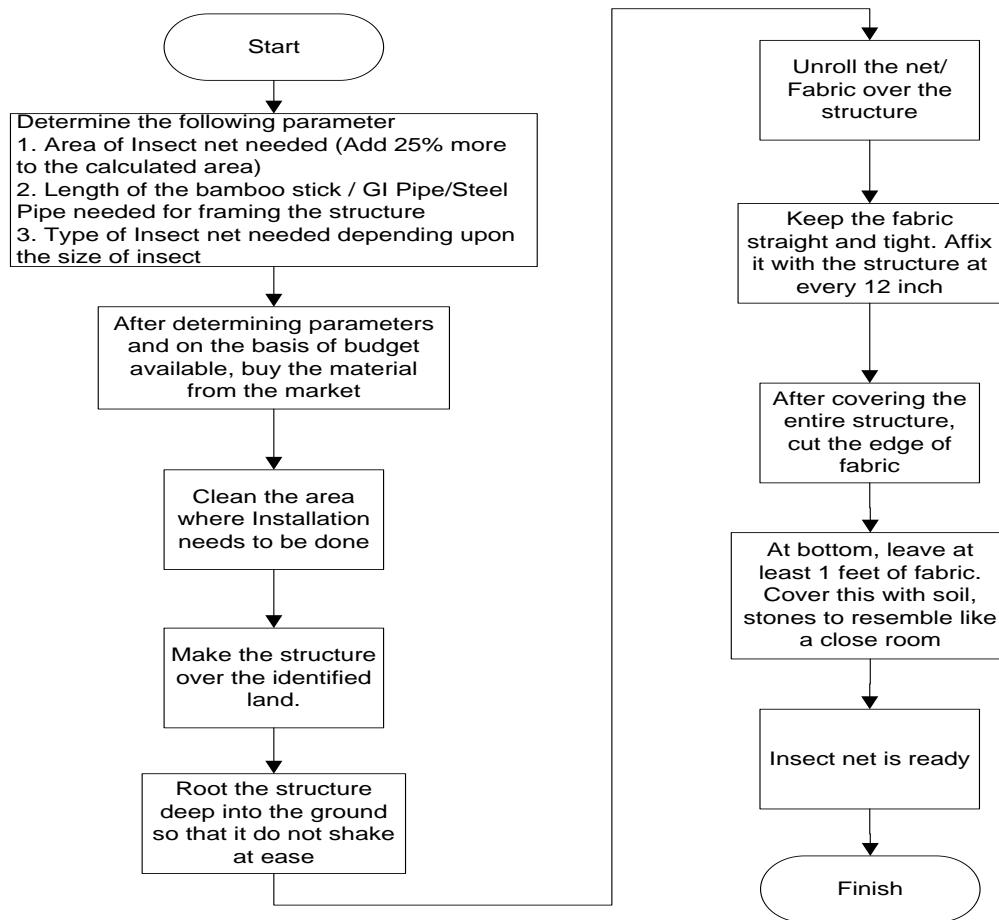 Start
Determine the following parameter
1. Area of Insect net needed (Add 25% more
to the calculated area)
2. Length of the bamboo stick / GI Pipe/Steel
Pipe needed for framing the structure
3. Type of Insect net needed depending upon
the size of insect
After determining parameters
and on the basis of budget
available, buy the material
from the market
Clean the area
where Installation
needs to be done
Make the structure
over the identified
land.
Root the structure
deep into the ground
so that it do not shake
at ease
Unroll the net/
Fabric over the
structure
Keep the fabric
straight and tight. Affix
it with the structure at
every 12 inch
After covering the
entire structure,
cut the edge of
fabric
At bottom, leave at
least 1 feet of fabric.
Cover this with soil,
stones to resemble like
a close room
Insect net is ready
Finish